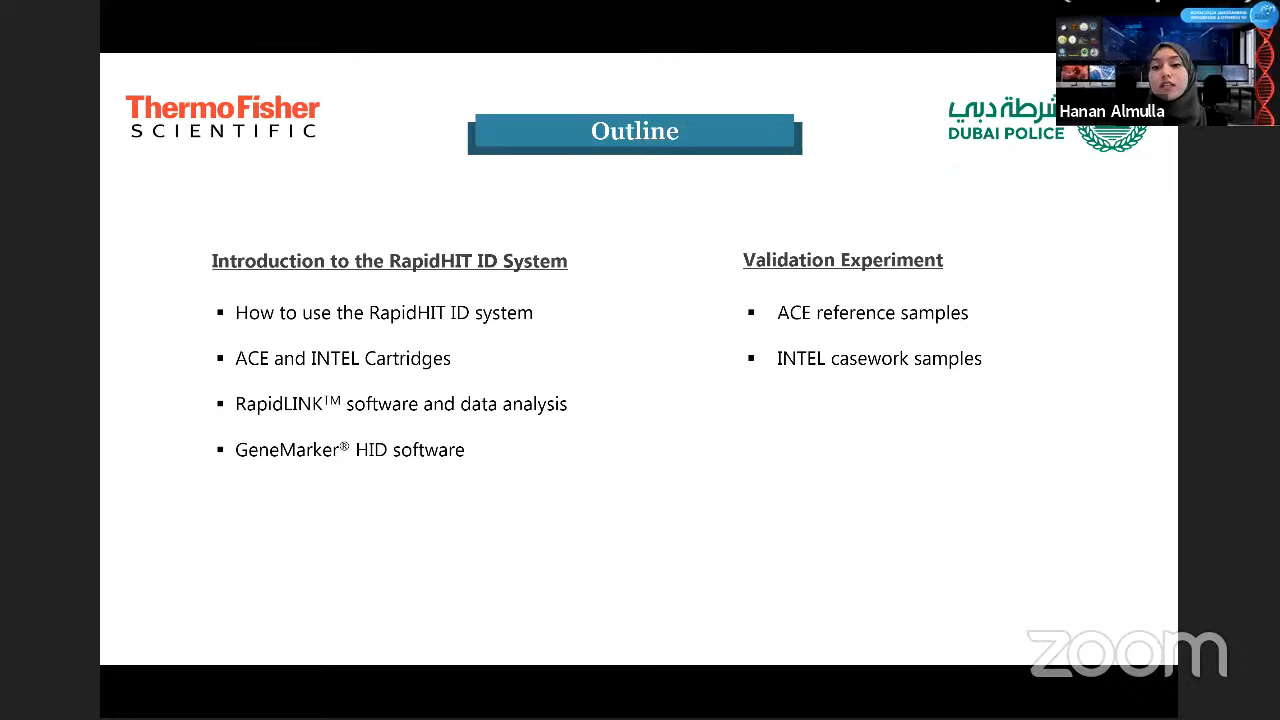 ThermoFisher
SCIENTIFIC
Outline
شرطة دبي
DUBAI POLICE
Hanan Almulla
Introduction to the RapidHIT ID System
▪ How to use the RapidHIT ID system
▪ ACE and INTEL Cartridges
▪ RapidLINK™ software and data analysis
▪ GeneMarker® HID software
Validation Experiment
▪ ACE reference samples
▪ INTEL casework samples
zoom